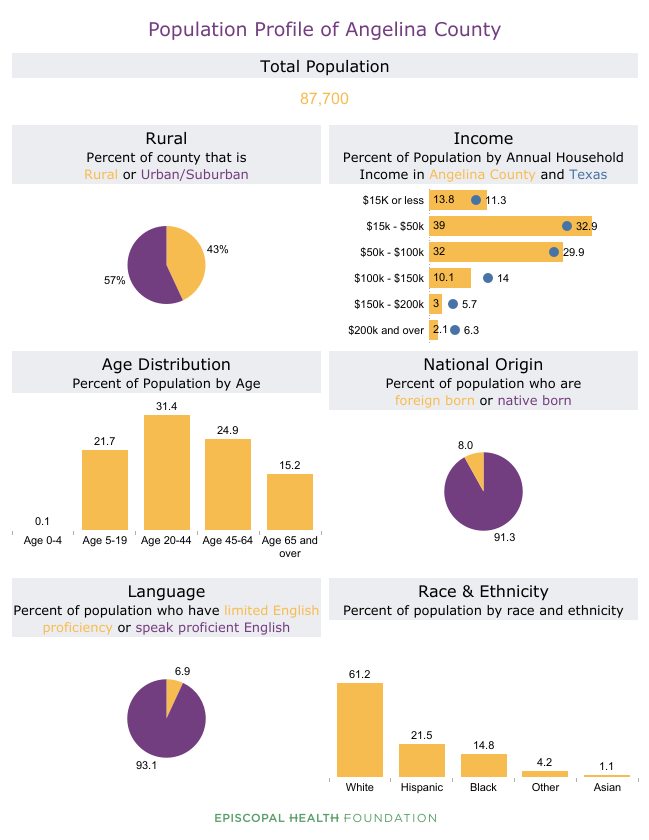 Population Profile of Angelina County
Total Population
87,700
Rural
Percent of county that is
Rural or Urban/Suburban
43%
57%
Income
Percent of Population by Annual Household
Income in Angelina County and Texas
$15K or less 13.8 11.3
$15k - $50k 39 32.9
$50k - $100k 32 29.9
$100k - $150k 10.1 14
$150k - $200k 3 5.7
$200k and over 2.1 6.3
Age Distribution
Percent of Population by Age
31.4
24.9
21.7
15.2
0.1
Age 0-4 Age 5-19 Age 20-44 Age 45-64 Age 65 and
over
National Origin
Percent of population who are
foreign born or native born
8.0
91.3
Language
Percent of population who have limited English
proficiency or speak proficient English
6.9
93.1
Race & Ethnicity
Percent of population by race and ethnicity
61.2
21.5
14.8
4.2
1.1
White Hispanic Black Other Asian
EPISCOPAL HEALTH FOUNDATION